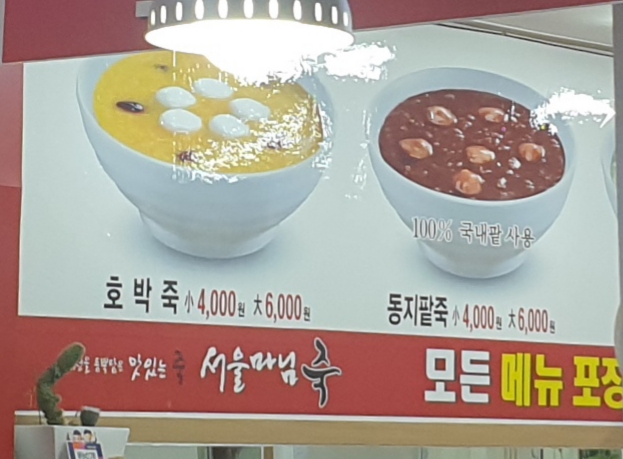 100% 국내팥 사용
호박죽 小 4,000원 大 6,000원
동지팥죽 小 4,000원 大 6,000원
맛있는 죽 서울마님죽
모든 메뉴 포장